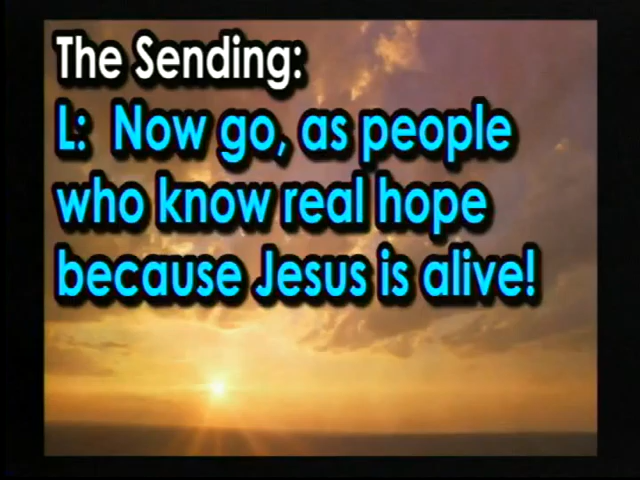 The Sending:
L: Now go, as people
who know real hope
because Jesus is alive!